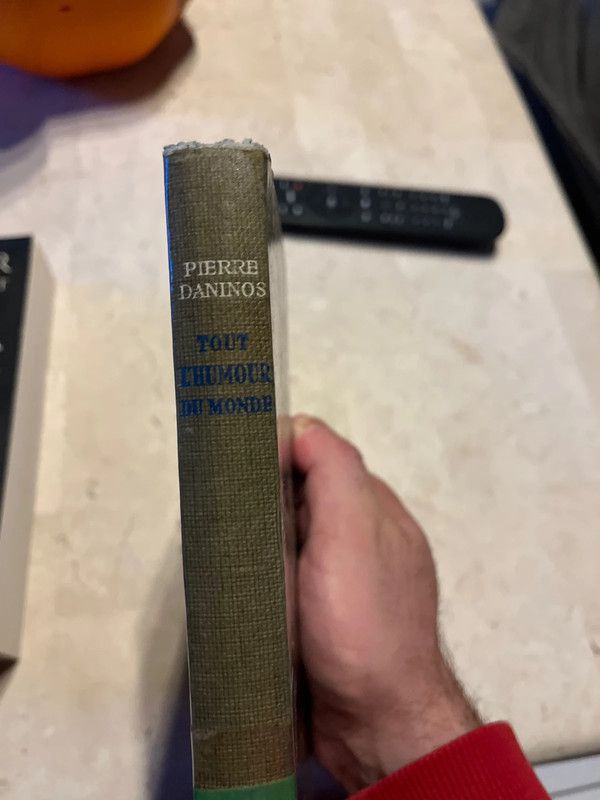 PIERRE
DANINOS
TOUT
L'HUMOUR
DU MONDE